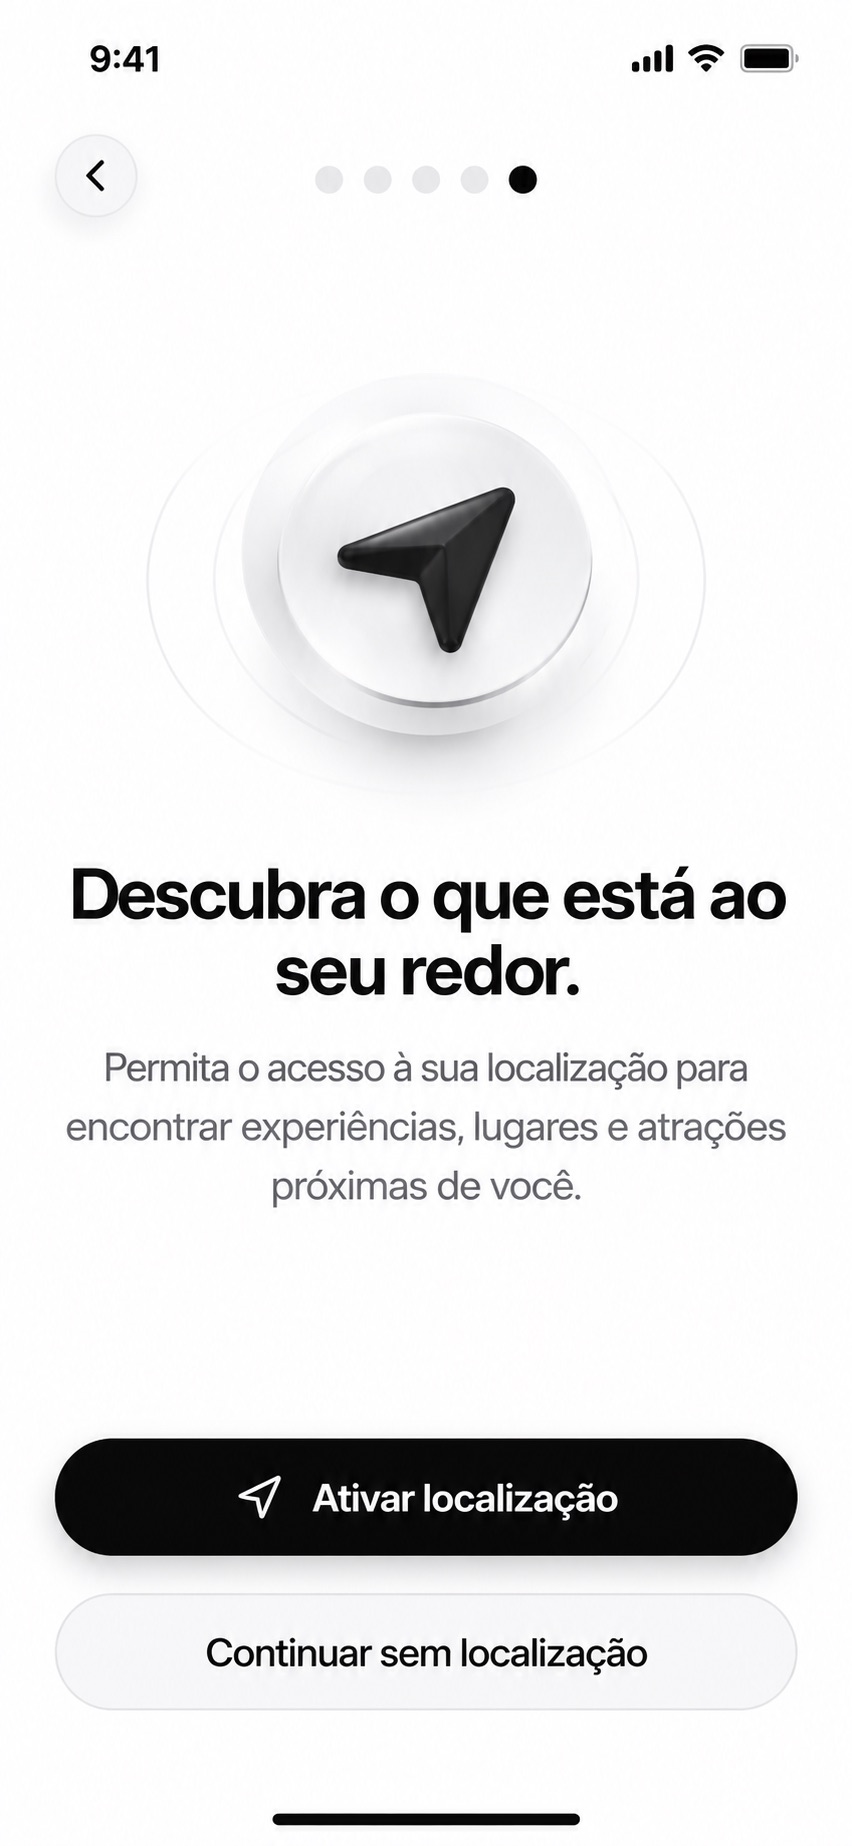 9:41
Descubra o que está ao
seu redor.
Permita o acesso à sua localização para
encontrar experiências, lugares e atrações
próximas de você.
Ativar localização
Continuar sem localização